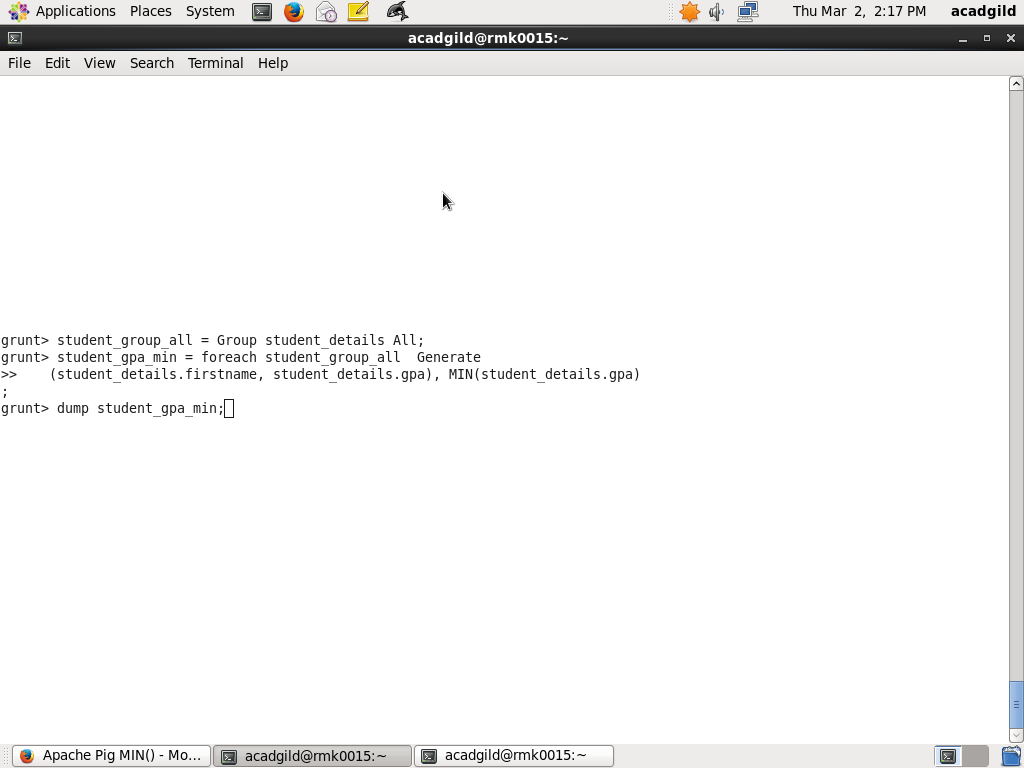 Applications Places System Thu Mar 2, 2:17 PM acadgild
acadgild@rmk0015:~
File Edit View Search Terminal Help
grunt> student_group_all = Group student_details All;
grunt> student_gpa_min = foreach student_group_all  Generate
>>    (student_details.firstname, student_details.gpa), MIN(student_details.gpa)
;
grunt> dump student_gpa_min;
Apache Pig MIN() - Mo... acadgild@rmk0015:~ acadgild@rmk0015:~